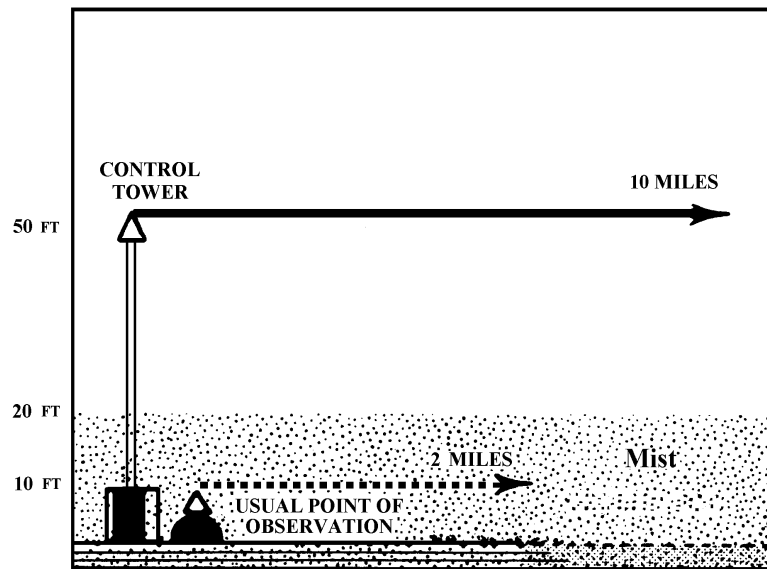 CONTROL
TOWER
10 MILES
50 FT
20 FT
2 MILES
Mist
10 FT
USUAL POINT OF
OBSERVATION